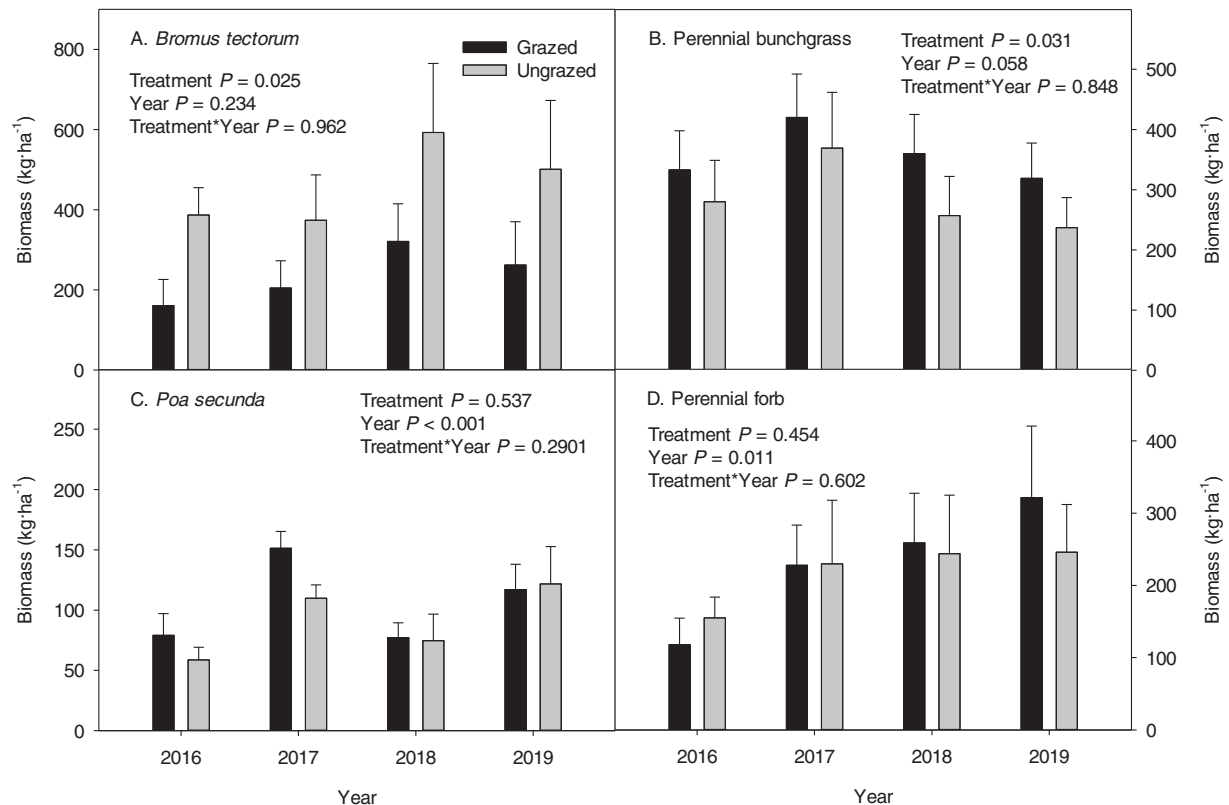 A. Bromus tectorum
Grazed
Ungrazed
Treatment P = 0.025
Year P = 0.234
Treatment*Year P = 0.962
800
600
400
200
0
Biomass (kg·ha⁻¹)
B. Perennial bunchgrass
Treatment P = 0.031
Year P = 0.058
Treatment*Year P = 0.848
500
400
300
200
100
0
Biomass (kg·ha⁻¹)
C. Poa secunda
Treatment P = 0.537
Year P < 0.001
Treatment*Year P = 0.2901
250
200
150
100
50
0
Biomass (kg·ha⁻¹)
2016 2017 2018 2019
Year
D. Perennial forb
Treatment P = 0.454
Year P = 0.011
Treatment*Year P = 0.602
400
300
200
100
0
Biomass (kg·ha⁻¹)
2016 2017 2018 2019
Year